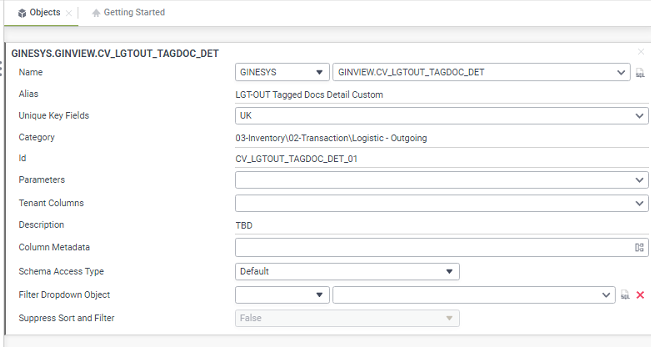 Objects
Getting Started
GINESYS.GINVIEW.CV_LGTOUT_TAGDOC_DET
Name GINESYS GINVIEW.CV_LGTOUT_TAGDOC_DET SQL
Alias LGT-OUT Tagged Docs Detail Custom
Unique Key Fields UK
Category 03-Inventory\02-Transaction\Logistic - Outgoing
Id CV_LGTOUT_TAGDOC_DET_01
Parameters
Tenant Columns
Description TBD
Column Metadata
Schema Access Type Default
Filter Dropdown Object SQL
Suppress Sort and Filter False